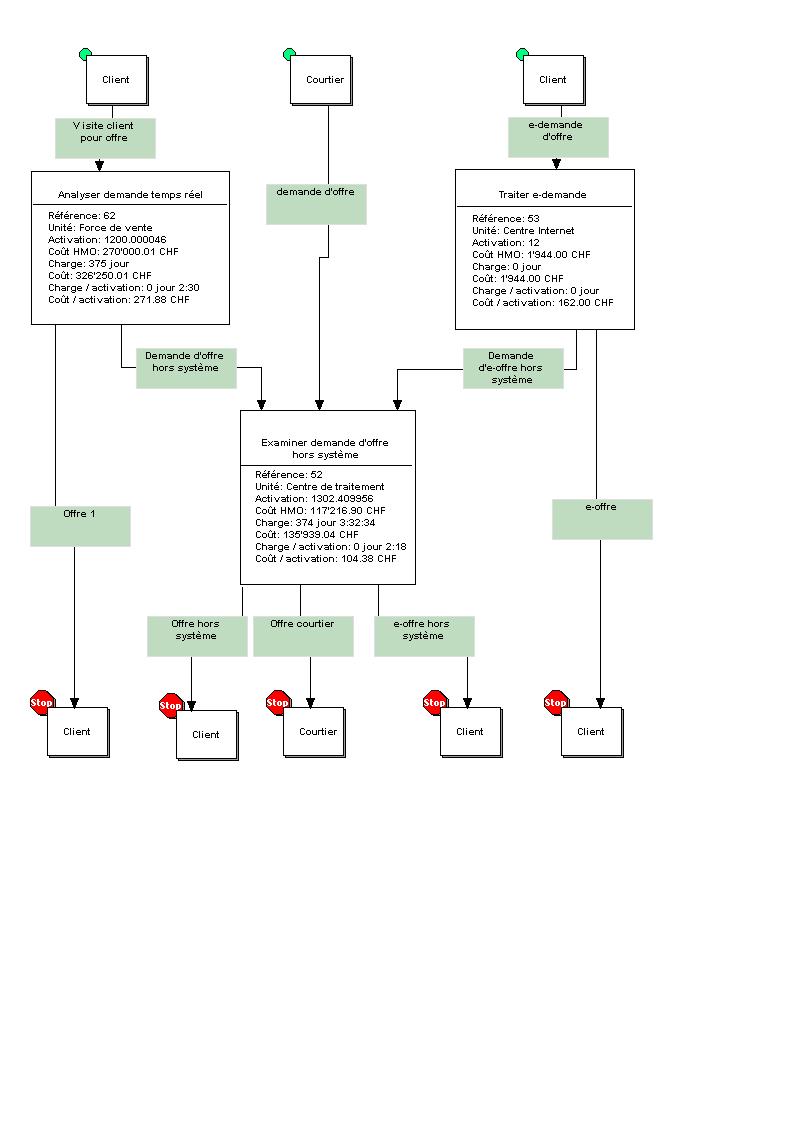 Client
Courtier
Client
Visite client
pour offre
e-demande
d'offre
demande d'offre
Analyser demande temps réel
Référence: 62
Unité: Force de vente
Activation: 1200.000046
Coût HMO: 270'000.01 CHF
Charge: 375 jour
Coût: 326'250.01 CHF
Charge / activation: 0 jour 2:30
Coût / activation: 271.88 CHF
Traiter e-demande
Référence: 53
Unité: Centre Internet
Activation: 12
Coût HMO: 1'944.00 CHF
Charge: 0 jour
Coût: 1'944.00 CHF
Charge / activation: 0 jour
Coût / activation: 162.00 CHF
Demande d'offre
hors système
Demande
d'e-offre hors
système
Examiner demande d'offre
hors système
Référence: 52
Unité: Centre de traitement
Activation: 1302.409956
Coût HMO: 117'216.90 CHF
Charge: 374 jour 3:32:34
Coût: 135'939.04 CHF
Charge / activation: 0 jour 2:18
Coût / activation: 104.38 CHF
Offre 1
e-offre
Offre hors
système
Offre courtier
e-offre hors
système
Stop
Client
Stop
Client
Stop
Courtier
Stop
Client
Stop
Client